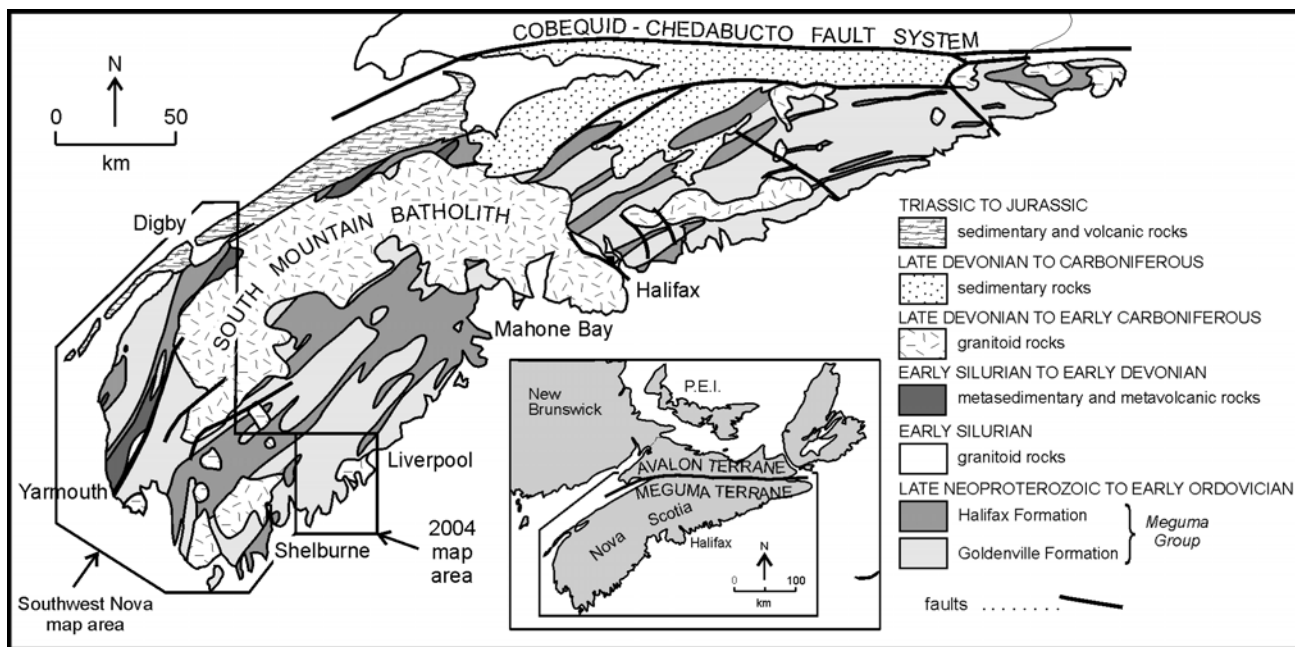 COBEQUID - CHEDABUCTO FAULT SYSTEM
N
0 50
km
Digby
SOUTH MOUNTAIN BATHOLITH
Halifax
Mahone Bay
Liverpool
Yarmouth
Shelburne
2004
map
area
Southwest Nova
map area
New
Brunswick
P.E.I.
AVALON TERRANE
MEGUMA TERRANE
Nova Scotia
Halifax
N
0 100
km
TRIASSIC TO JURASSIC
sedimentary and volcanic rocks
LATE DEVONIAN TO CARBONIFEROUS
sedimentary rocks
LATE DEVONIAN TO EARLY CARBONIFEROUS
granitoid rocks
EARLY SILURIAN TO EARLY DEVONIAN
metasedimentary and metavolcanic rocks
EARLY SILURIAN
granitoid rocks
LATE NEOPROTEROZOIC TO EARLY ORDOVICIAN
Halifax Formation
Goldenville Formation
Meguma
Group
faults . . . . . . . .